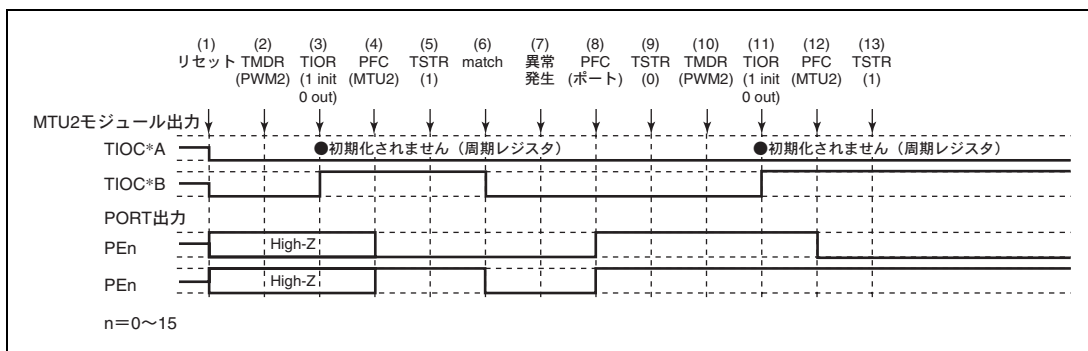 (1) (2) (3) (4) (5) (6) (7) (8) (9) (10) (11) (12) (13)
リセット TMDR TIOR PFC TSTR match 異常 PFC TSTR TMDR TIOR PFC TSTR
(PWM2) (1 init (MTU2) (1) 発生 (ポート) (0) (PWM2) (1 init (MTU2) (1)
0 out) 0 out)
MTU2モジュール出力
TIOC*A ●初期化されません（周期レジスタ） ●初期化されません（周期レジスタ）
TIOC*B
PORT出力
PEn High-Z
PEn High-Z
n＝0〜15